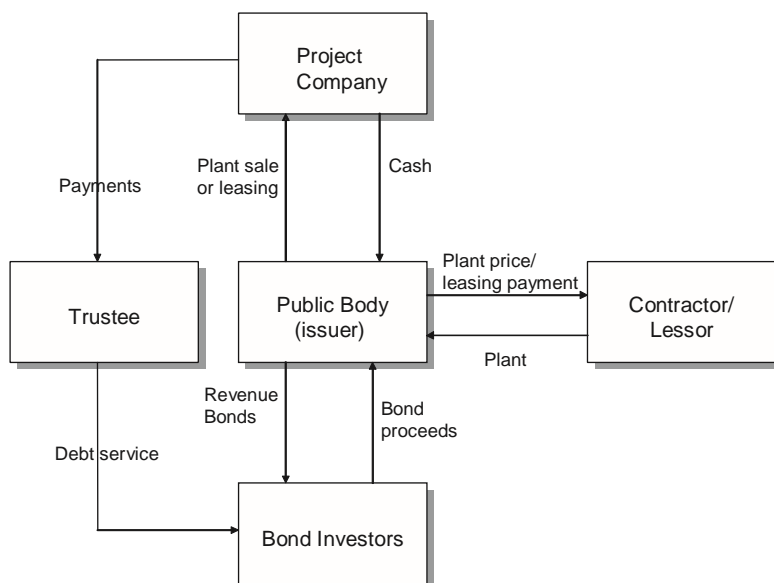 Project
Company
Plant sale
or leasing
Cash
Payments
Plant price/
leasing payment
Trustee
Public Body
(issuer)
Contractor/
Lessor
Plant
Revenue
Bonds
Bond
proceeds
Debt service
Bond Investors